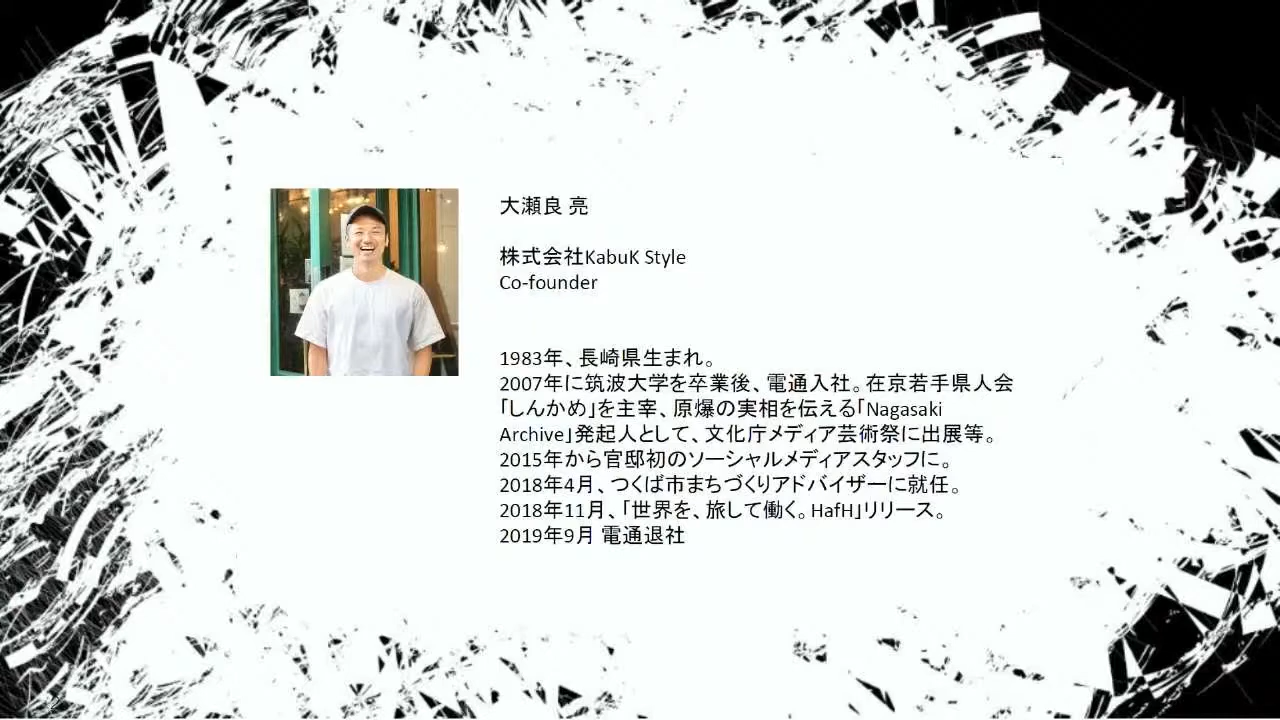 大瀬良 亮
株式会社KabuK Style
Co-founder
1983年、長崎県生まれ。
2007年に筑波大学を卒業後、電通入社。在京若手県人会
「しんかめ」を主宰、原爆の実相を伝える「Nagasaki
Archive」発起人として、文化庁メディア芸術祭に出展等。
2015年から官邸初のソーシャルメディアスタッフに。
2018年4月、つくば市まちづくりアドバイザーに就任。
2018年11月、「世界を、旅して働く。HafH」リリース。
2019年9月 電通退社